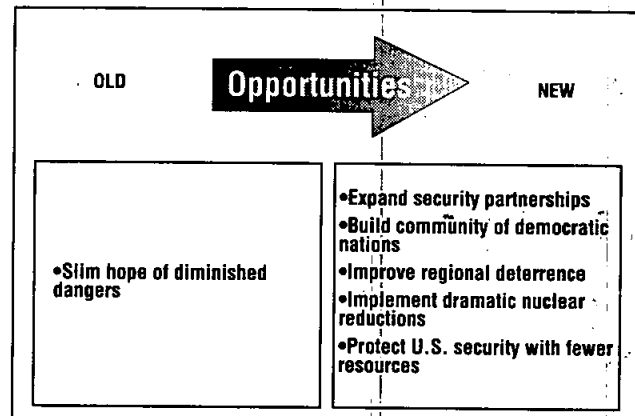 OLD
Opportunities
NEW
•Slim hope of diminished
dangers
•Expand security partnerships
•Build community of democratic
nations
•Improve regional deterrence
•Implement dramatic nuclear
reductions
•Protect U.S. security with fewer
resources